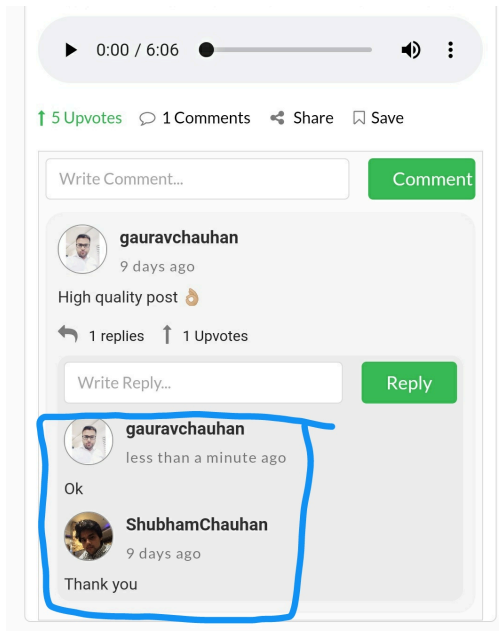 0:00 / 6:06
5 Upvotes 1 Comments Share Save
Write Comment... Comment
gauravchauhan
9 days ago
High quality post 👌🏼
1 replies 1 Upvotes
Write Reply... Reply
gauravchauhan
less than a minute ago
Ok
ShubhamChauhan
9 days ago
Thank you